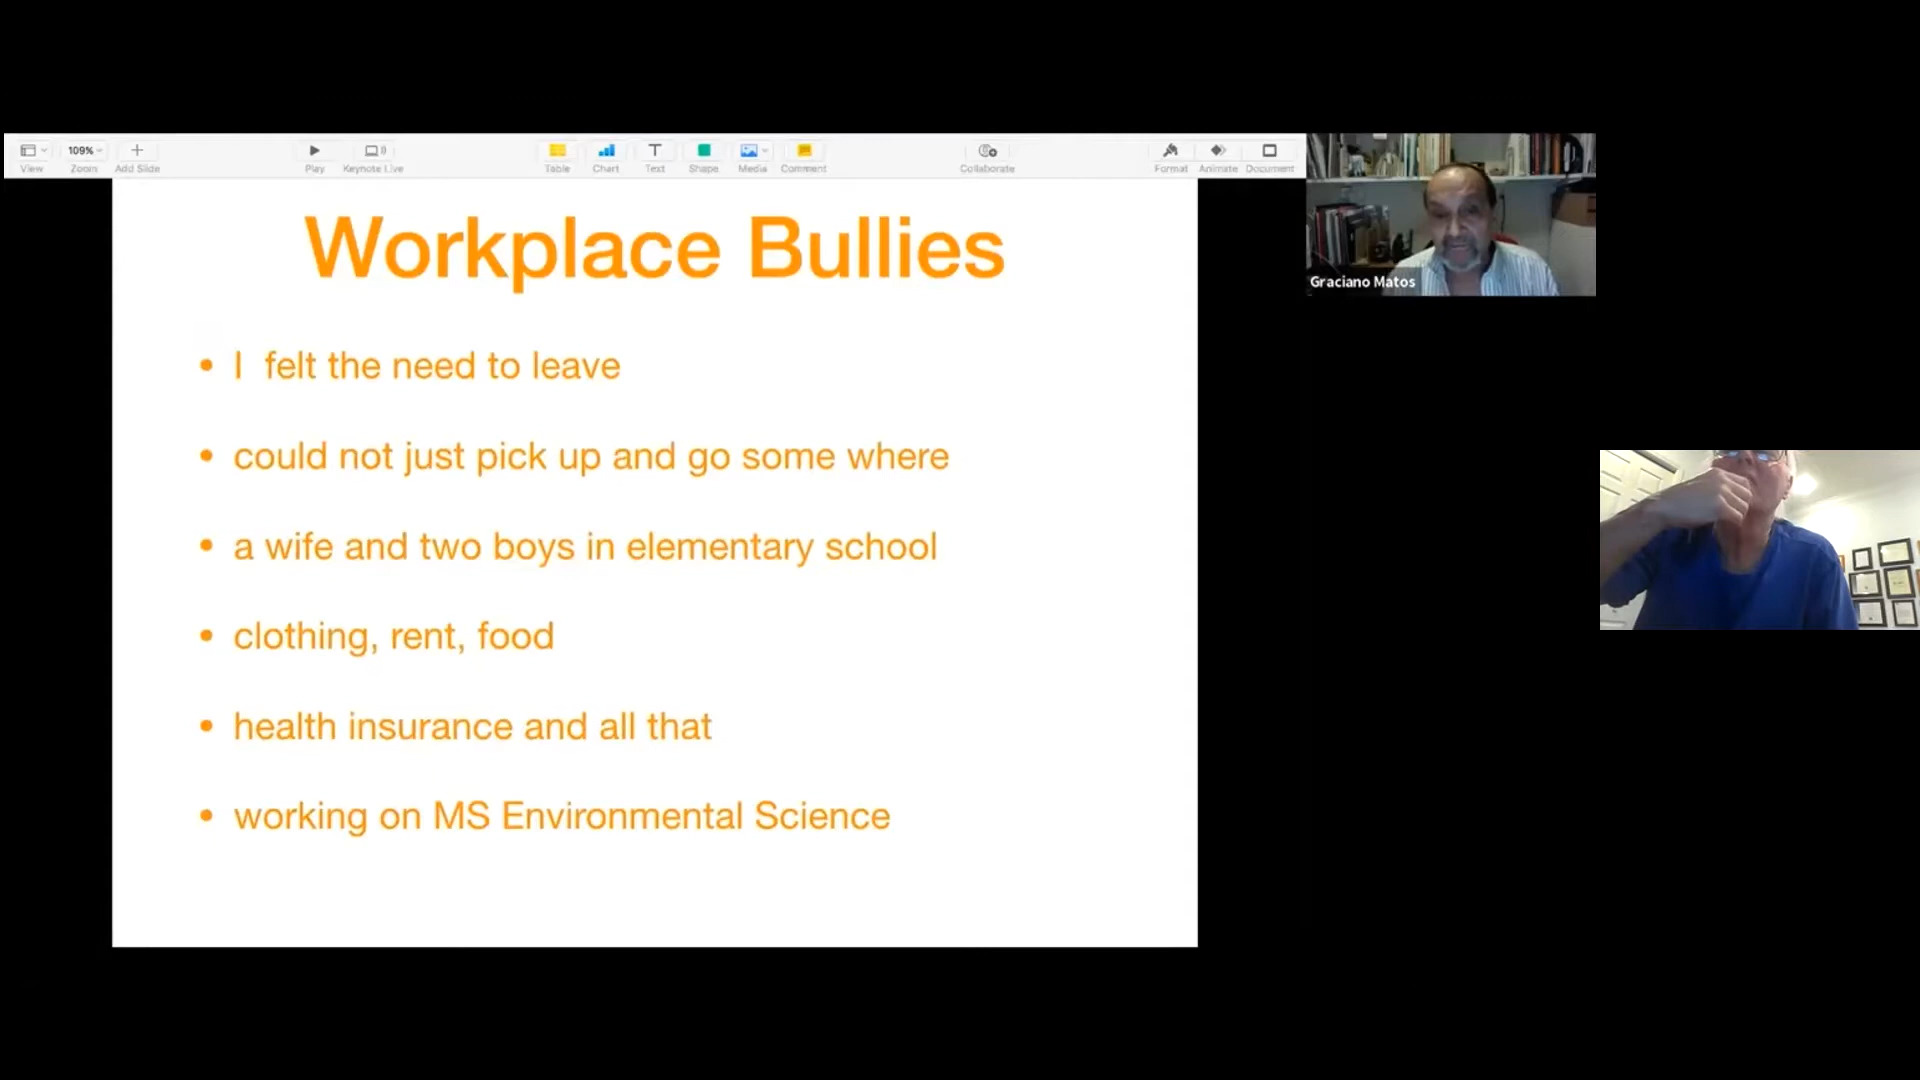 109%
View
Zoom
Add Slide
Play
Keynote Live
Table
Chart
Text
Shape
Media
Comment
Collaborate
Format
Animate
Document
Workplace Bullies
• I felt the need to leave
• could not just pick up and go some where
• a wife and two boys in elementary school
• clothing, rent, food
• health insurance and all that
• working on MS Environmental Science
Graciano Matos